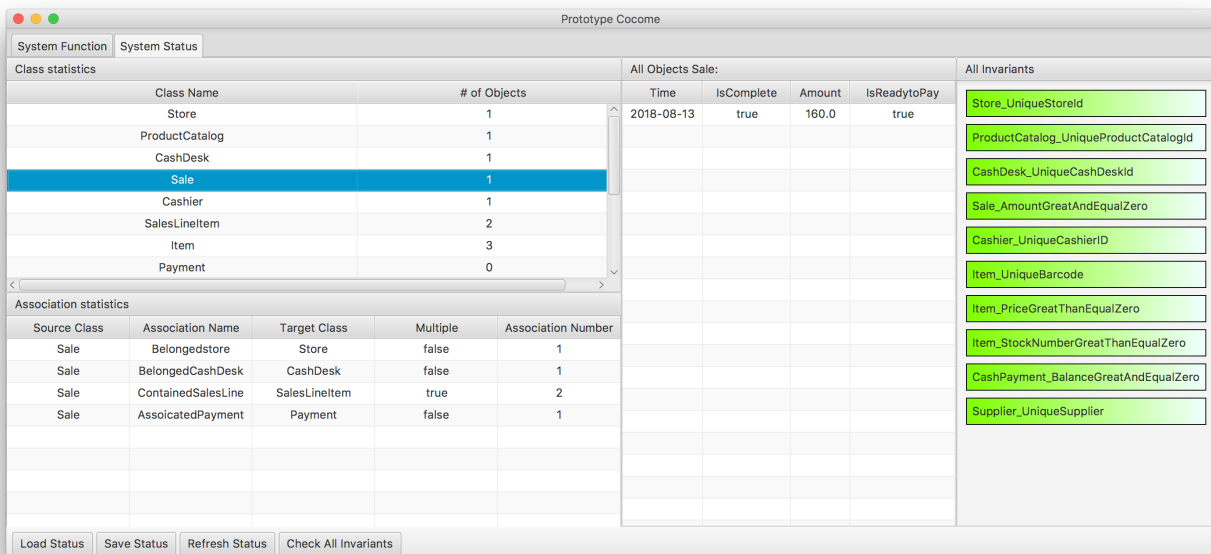 Prototype Cocome
System Function System Status
Class statistics
Class Name # of Objects
Store 1
ProductCatalog 1
CashDesk 1
Sale 1
Cashier 1
SalesLineItem 2
Item 3
Payment 0
Association statistics
Source Class Association Name Target Class Multiple Association Number
Sale Belongedstore Store false 1
Sale BelongedCashDesk CashDesk false 1
Sale ContainedSalesLine SalesLineItem true 2
Sale AssoicatedPayment Payment false 1
All Objects Sale:
Time IsComplete Amount IsReadytoPay
2018-08-13 true 160.0 true
All Invariants
Store_UniqueStoreId
ProductCatalog_UniqueProductCatalogId
CashDesk_UniqueCashDeskId
Sale_AmountGreatAndEqualZero
Cashier_UniqueCashierID
Item_UniqueBarcode
Item_PriceGreatThanEqualZero
Item_StockNumberGreatThanEqualZero
CashPayment_BalanceGreatAndEqualZero
Supplier_UniqueSupplier
Load Status Save Status Refresh Status Check All Invariants